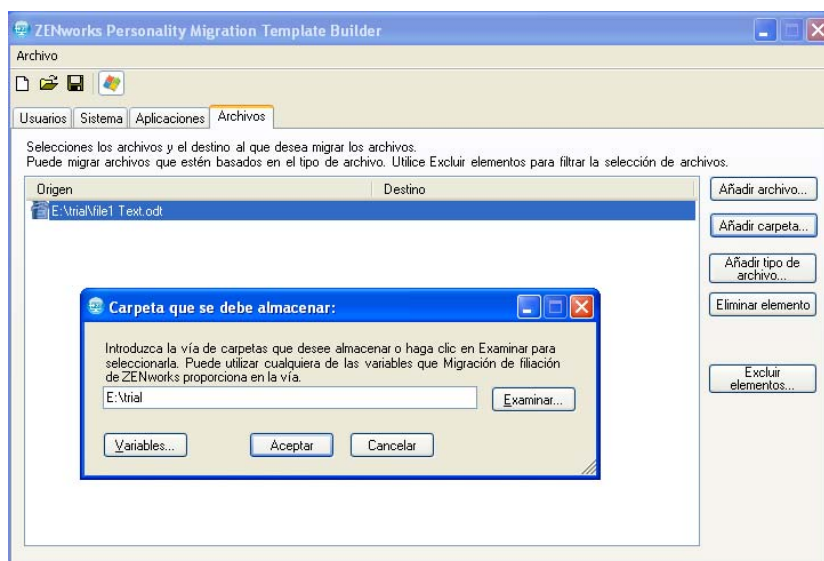 ZENworks Personality Migration Template Builder
Archivo
Usuarios Sistema Aplicaciones Archivos
Selecciones los archivos y el destino al que desea migrar los archivos.
Puede migrar archivos que estén basados en el tipo de archivo. Utilice Excluir elementos para filtrar la selección de archivos.
Origen Destino
E:\trial\file1 Text.odt
Añadir archivo...
Añadir carpeta...
Añadir tipo de
archivo...
Eliminar elemento
Excluir
elementos...
Carpeta que se debe almacenar:
Introduzca la vía de carpetas que desee almacenar o haga clic en Examinar para
seleccionarla. Puede utilizar cualquiera de las variables que Migración de filiación
de ZENworks proporciona en la vía.
E:\trial
Examinar...
Variables... Aceptar Cancelar